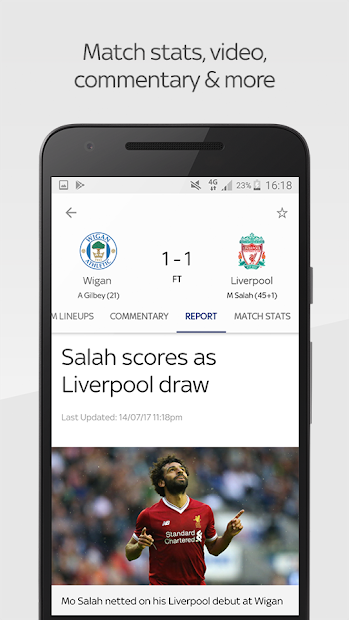 Match stats, video,
commentary & more
4G 23% 16:18
WIGAN
ATHLETIC
1 - 1
FT
Wigan
Liverpool
A Gilbey (21)
M Salah (45+1)
M LINEUPS COMMENTARY REPORT MATCH STATS
Salah scores as
Liverpool draw
Last Updated: 14/07/17 11:18pm
Standard
Chartered
Mo Salah netted on his Liverpool debut at Wigan